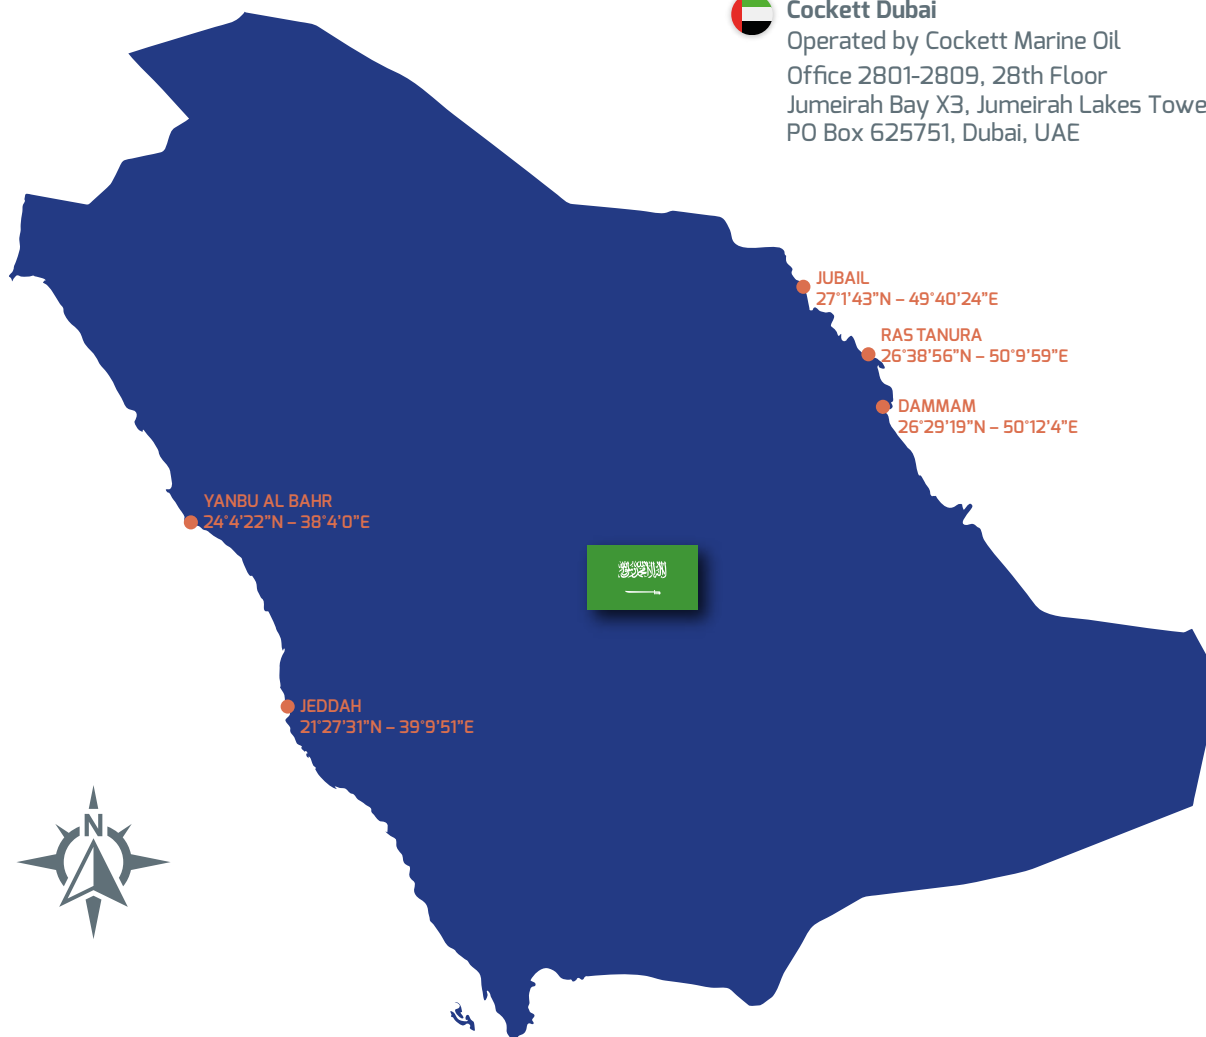 Cockett Dubai
Operated by Cockett Marine Oil
Office 2801-2809, 28th Floor
Jumeirah Bay X3, Jumeirah Lakes Towe
PO Box 625751, Dubai, UAE
JUBAIL
27°1'43"N – 49°40'24"E
RAS TANURA
26°38'56"N – 50°9'59"E
DAMMAM
26°29'19"N – 50°12'4"E
YANBU AL BAHR
24°4'22"N – 38°4'0"E
JEDDAH
21°27'31"N – 39°9'51"E
N